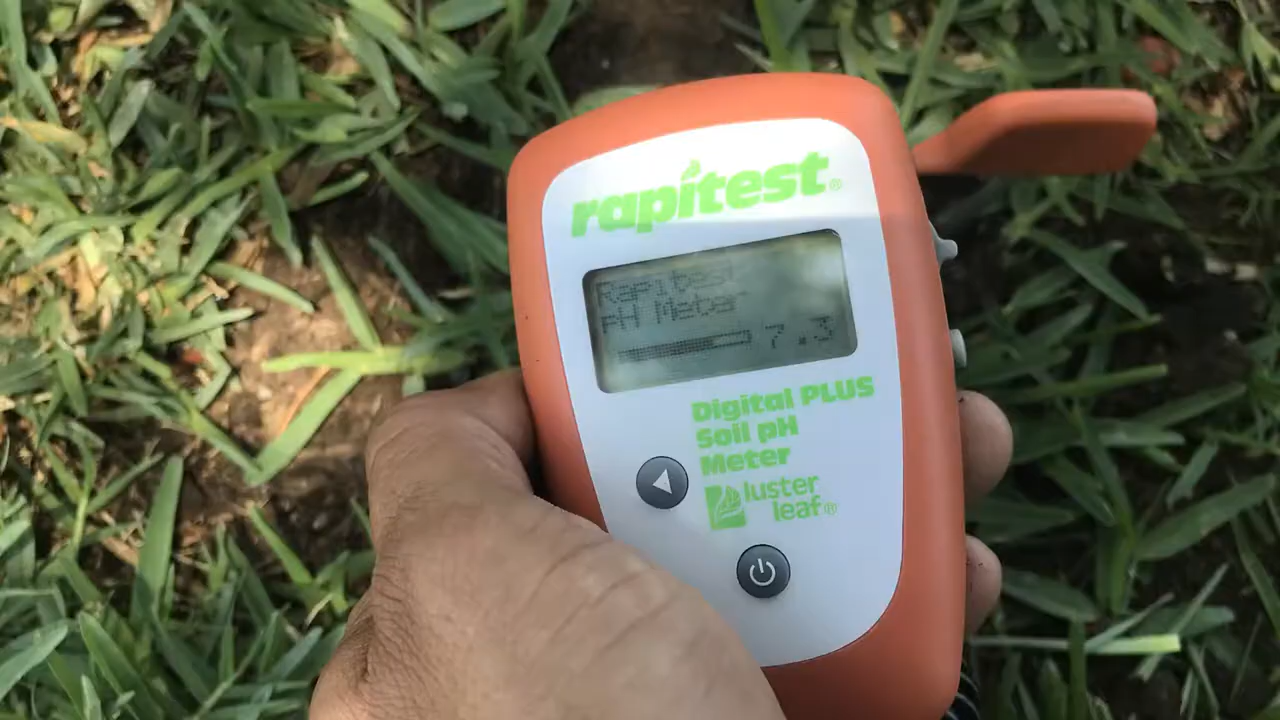 rapitest®
Rapitest
pH Meter
7.3
Digital PLUS
Soil pH
Meter
luster
leaf®